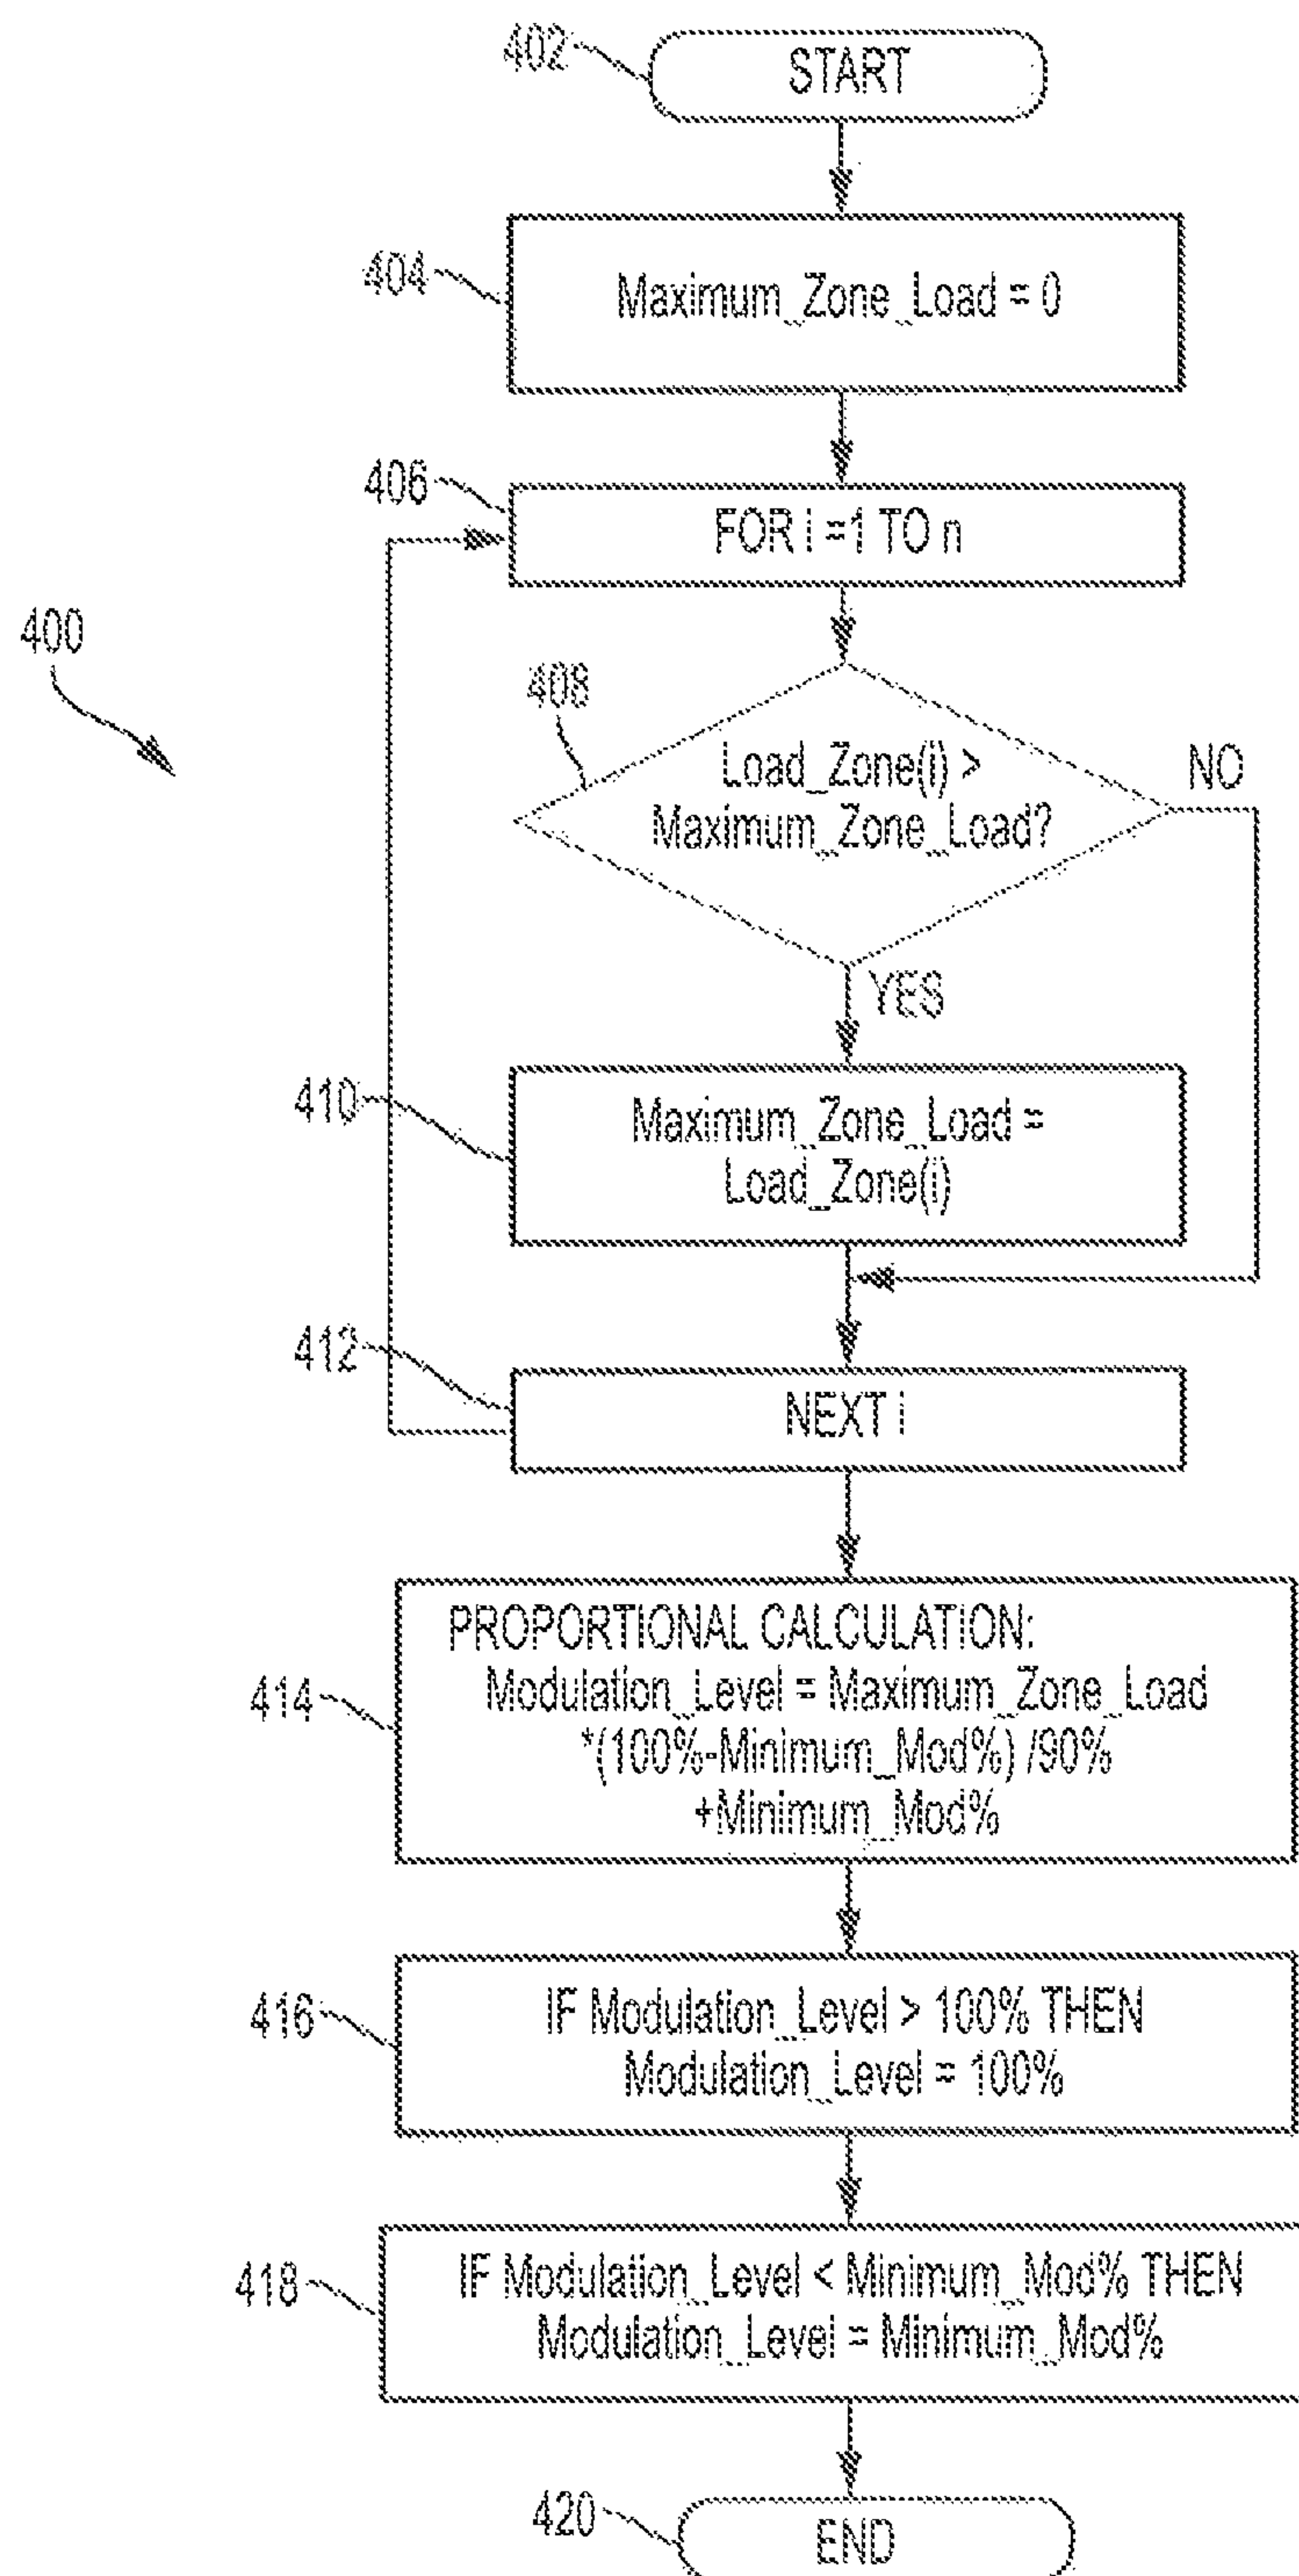 402
START
404
Maximum_Zone_Load = 0
406
FOR i =1 TO n
400
408
Load_Zone(i) >
Maximum_Zone_Load?
NO
YES
410
Maximum_Zone_Load =
Load_Zone(i)
412
NEXT i
PROPORTIONAL CALCULATION:
414
Modulation_Level = Maximum_Zone_Load
*(100%-Minimum_Mod%) /90%
+Minimum_Mod%
416
IF Modulation_Level > 100% THEN
Modulation_Level = 100%
418
IF Modulation_Level < Minimum_Mod% THEN
Modulation_Level = Minimum_Mod%
420
END